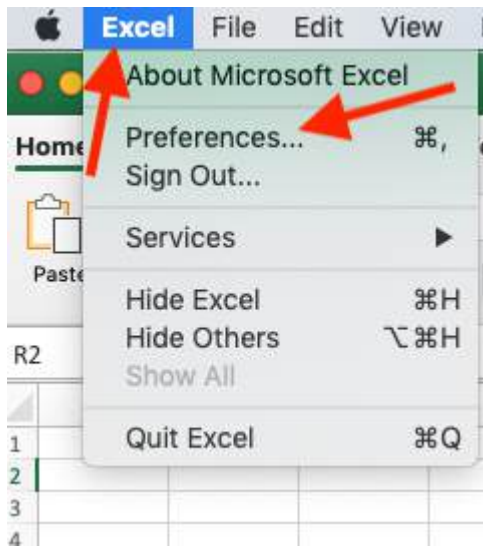 Excel File Edit View
About Microsoft Excel
Home
Preferences... ⌘,
Sign Out...
Services ▶
Paste
Hide Excel ⌘H
Hide Others ⌥⌘H
R2
Show All
Quit Excel ⌘Q
1
2
3
4